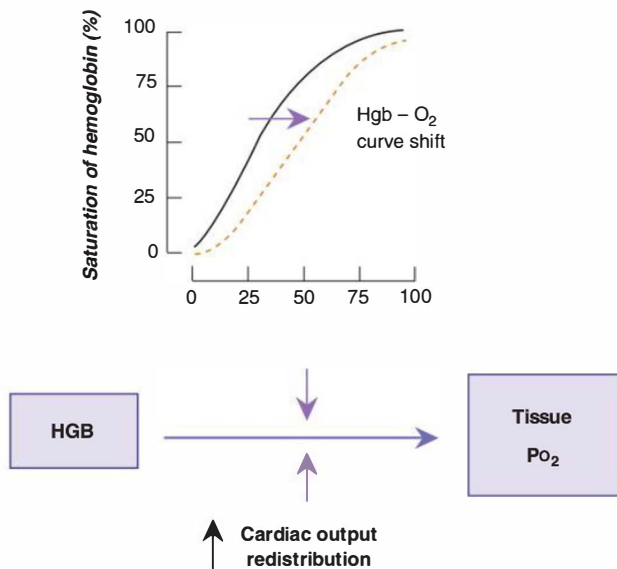 Saturation of hemoglobin (%)
100
75
50
25
0
0 25 50 75 100
Hgb – O₂
curve shift
HGB
Tissue
PO₂
Cardiac output
redistribution